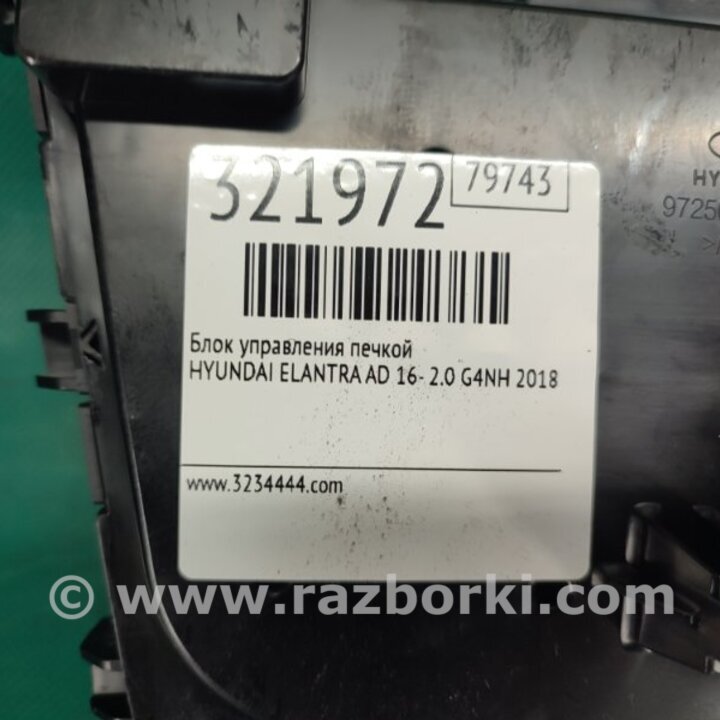 321972
79743
Блок управления печкой
HYUNDAI ELANTRA AD 16- 2.0 G4NH 2018
www.3234444.com
© www.razborki.com